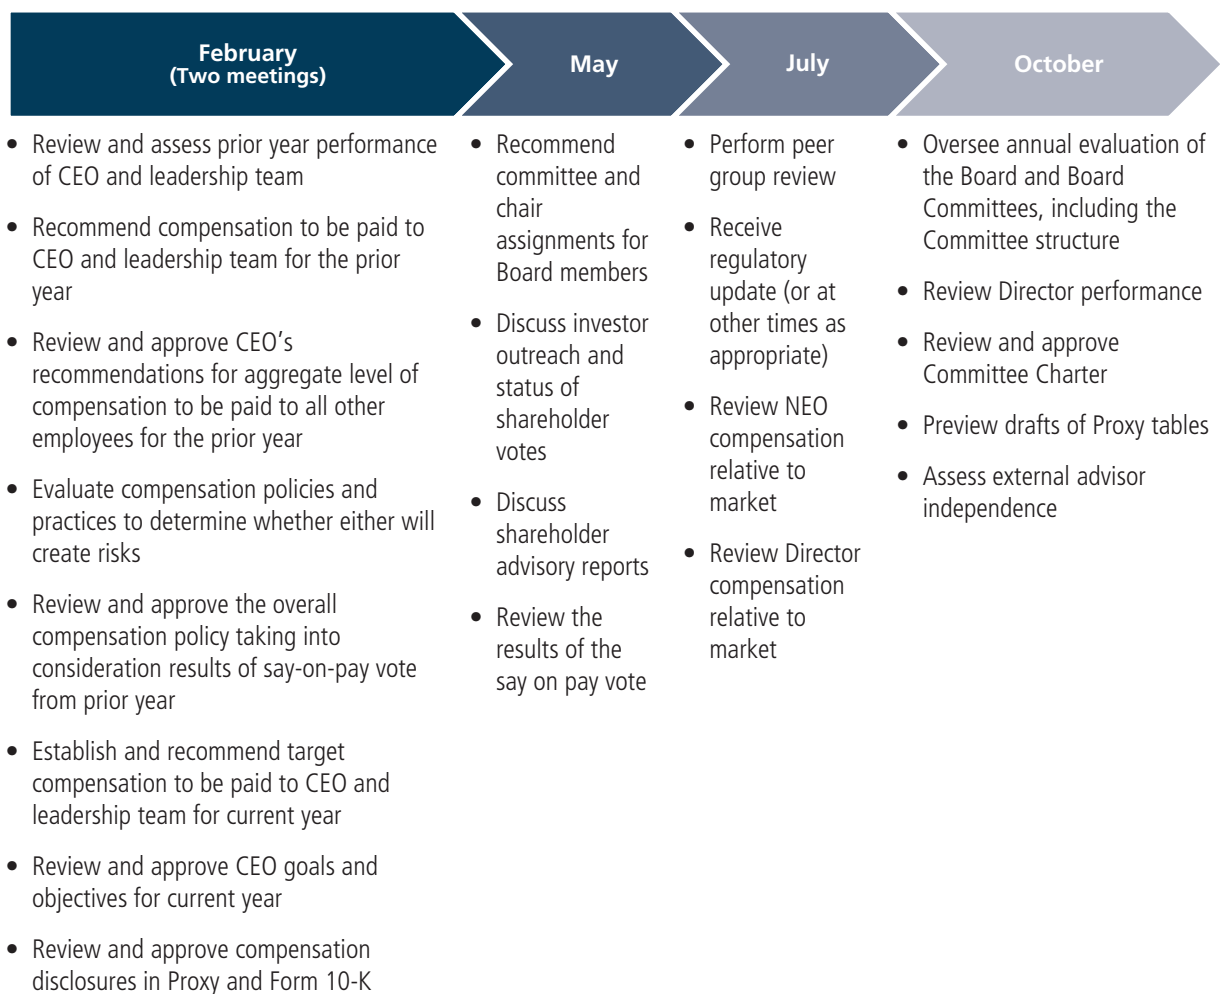 February
(Two meetings)
May
July
October
• Review and assess prior year performance
of CEO and leadership team
• Recommend compensation to be paid to
CEO and leadership team for the prior
year
• Review and approve CEO’s
recommendations for aggregate level of
compensation to be paid to all other
employees for the prior year
• Evaluate compensation policies and
practices to determine whether either will
create risks
• Review and approve the overall
compensation policy taking into
consideration results of say-on-pay vote
from prior year
• Establish and recommend target
compensation to be paid to CEO and
leadership team for current year
• Review and approve CEO goals and
objectives for current year
• Review and approve compensation
disclosures in Proxy and Form 10-K
• Recommend
committee and
chair
assignments for
Board members
• Discuss investor
outreach and
status of
shareholder
votes
• Discuss
shareholder
advisory reports
• Review the
results of the
say on pay vote
• Perform peer
group review
• Receive
regulatory
update (or at
other times as
appropriate)
• Review NEO
compensation
relative to
market
• Review Director
compensation
relative to
market
• Oversee annual evaluation of
the Board and Board
Committees, including the
Committee structure
• Review Director performance
• Review and approve
Committee Charter
• Preview drafts of Proxy tables
• Assess external advisor
independence